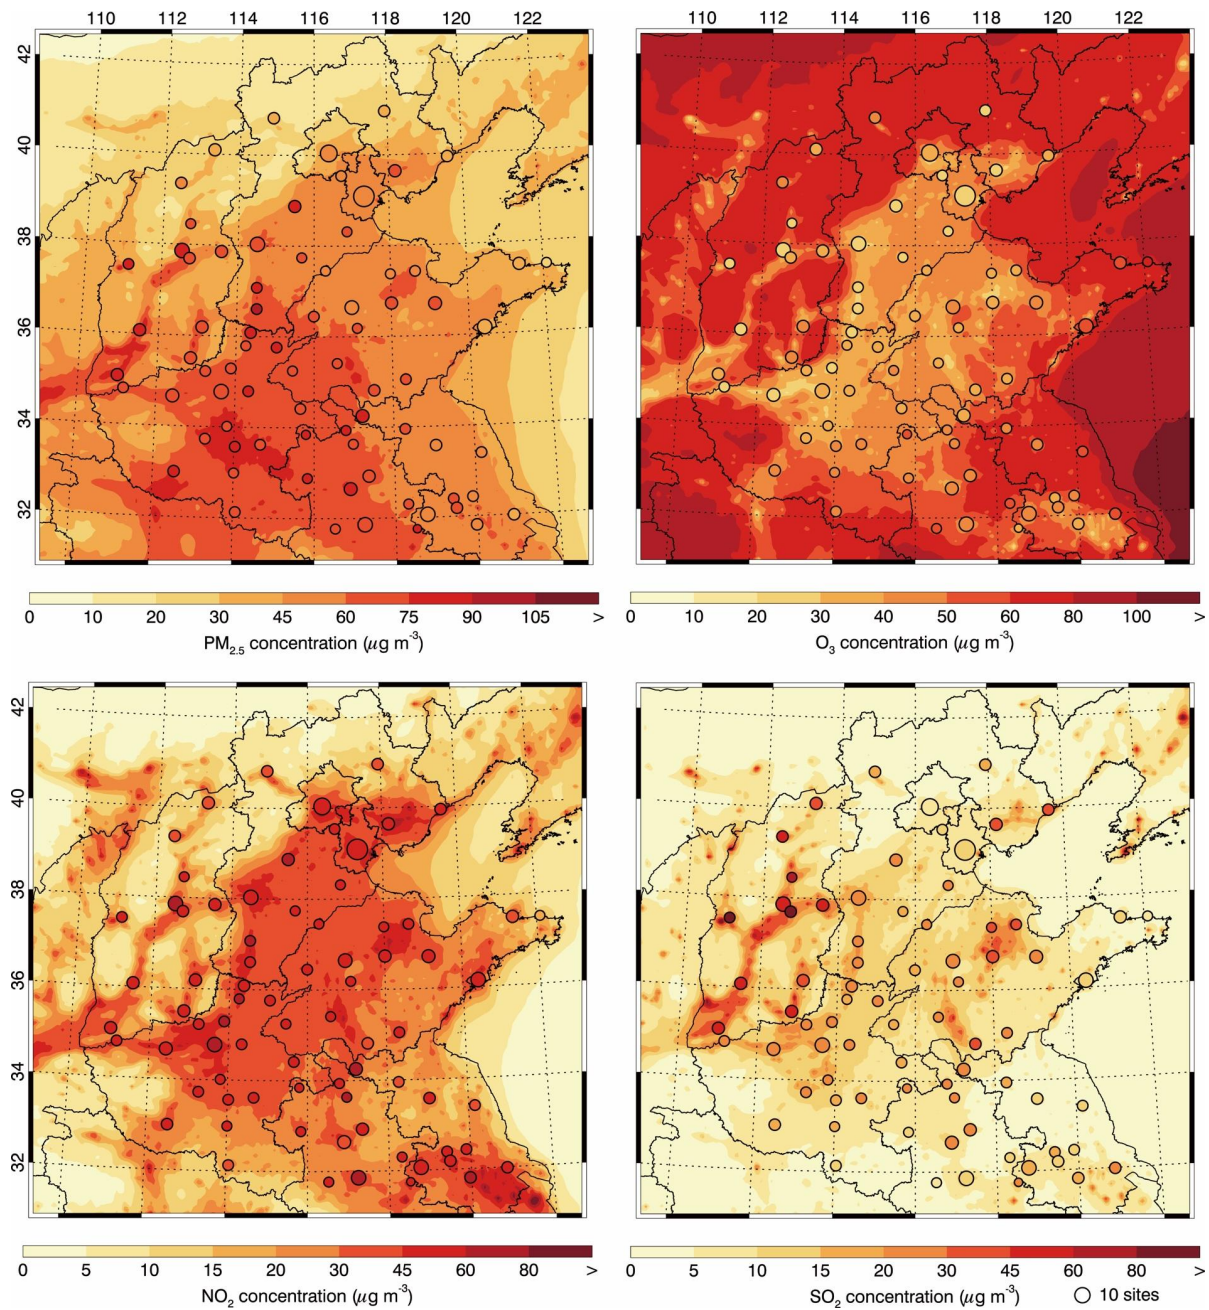 110 112 114 116 118 120 122
110 112 114 116 118 120 122
42
40
38
36
34
32
0 10 20 30 45 60 75 90 105 >
PM2.5 concentration (µg m-3)
0 10 20 30 40 50 60 80 100 >
O3 concentration (µg m-3)
42
40
38
36
34
32
0 5 10 15 30 45 60 80 >
NO2 concentration (µg m-3)
0 5 10 15 20 30 45 60 80 >
SO2 concentration (µg m-3)
10 sites